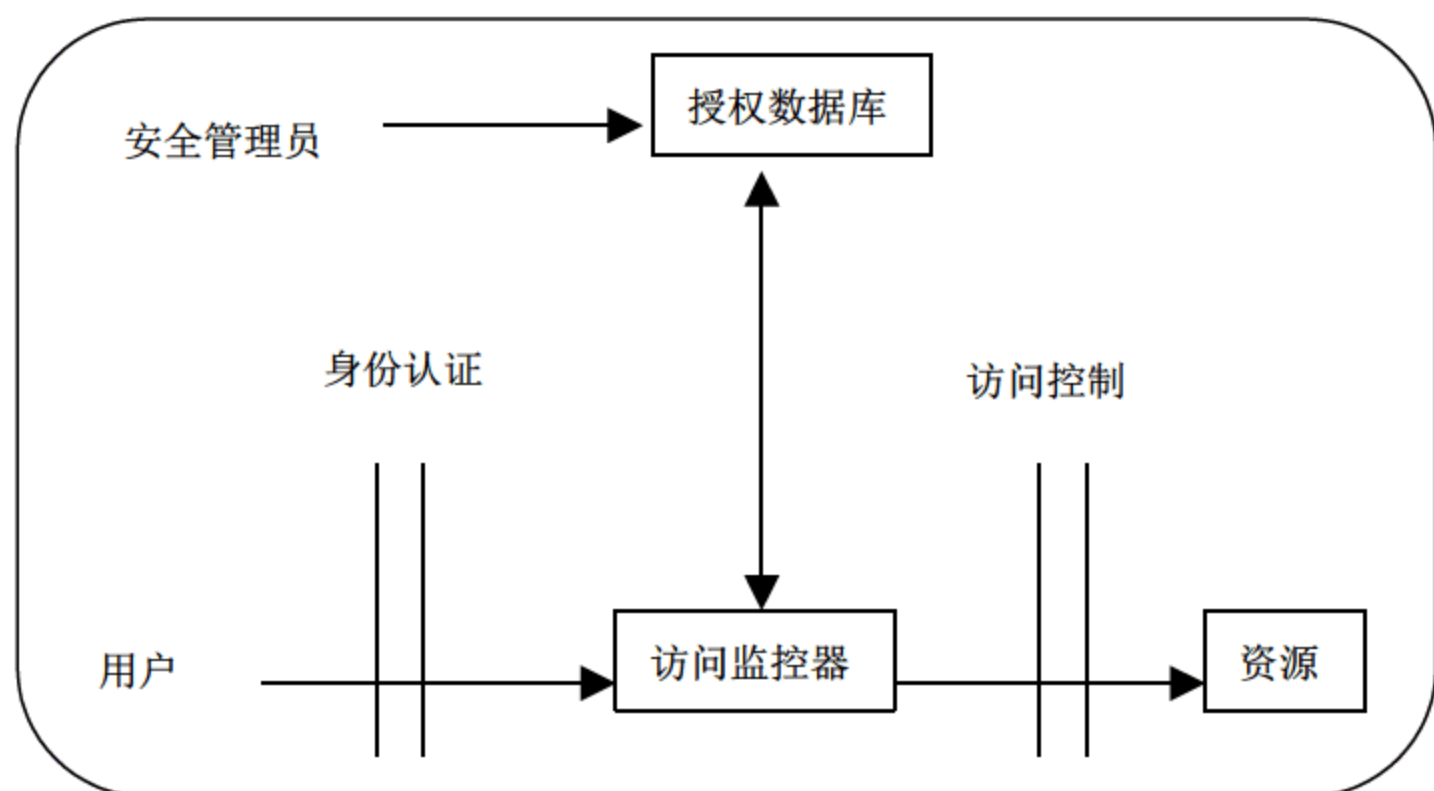 授权数据库
安全管理员
身份认证
访问控制
用户
访问监控器
资源